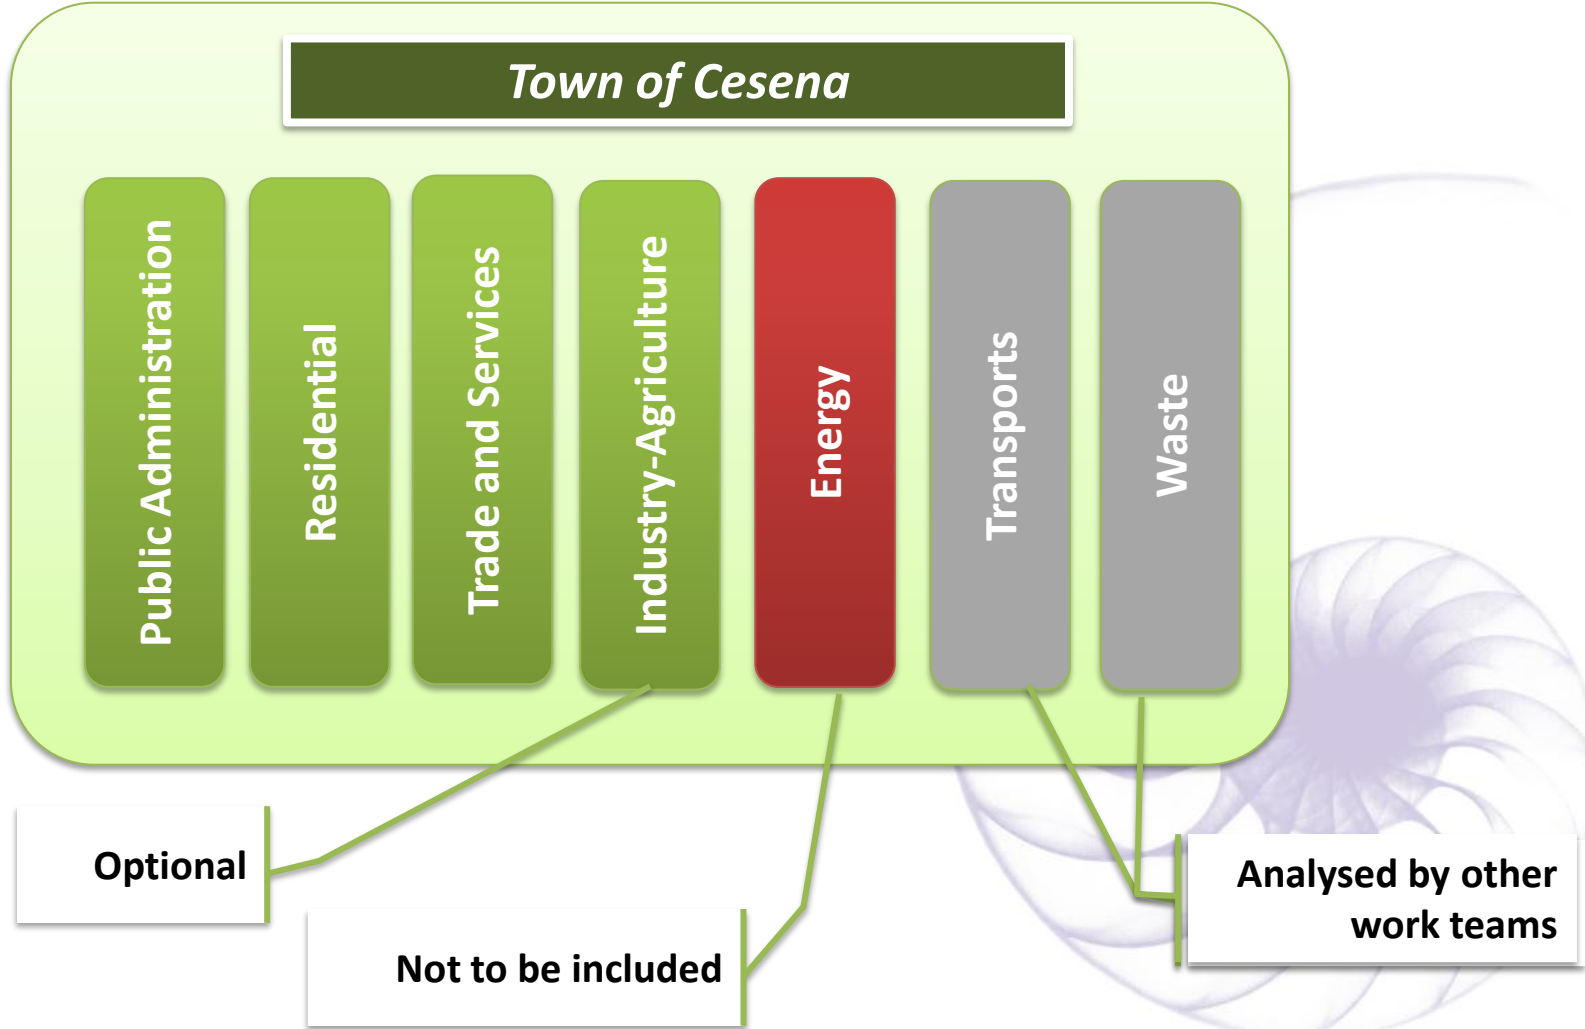 Town of Cesena
Public Administration
Residential
Trade and Services
Industry-Agriculture
Energy
Transports
Waste
Optional
Not to be included
Analysed by other
work teams